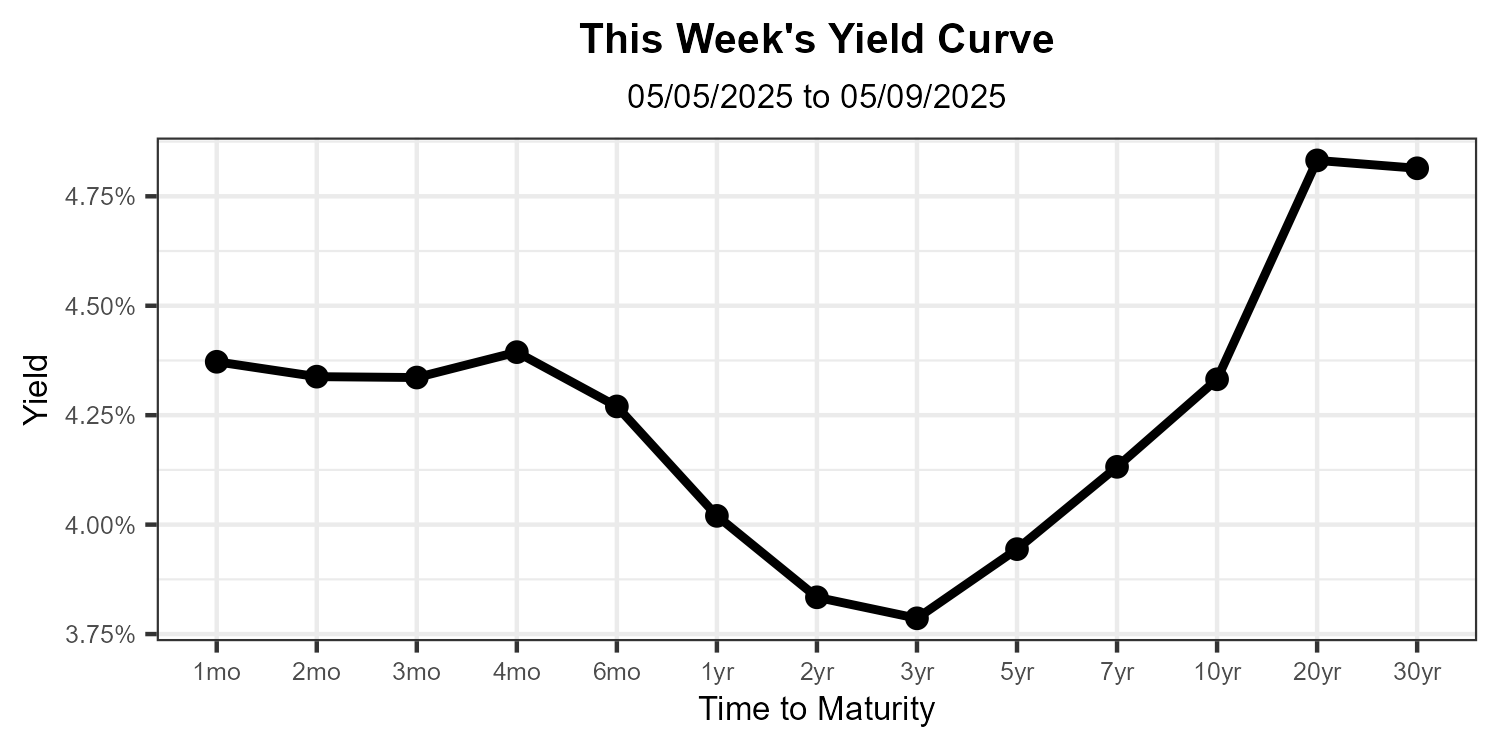 This Week's Yield Curve
05/05/2025 to 05/09/2025
Yield
4.75%
4.50%
4.25%
4.00%
3.75%
1mo 2mo 3mo 4mo 6mo 1yr 2yr 3yr 5yr 7yr 10yr 20yr 30yr
Time to Maturity